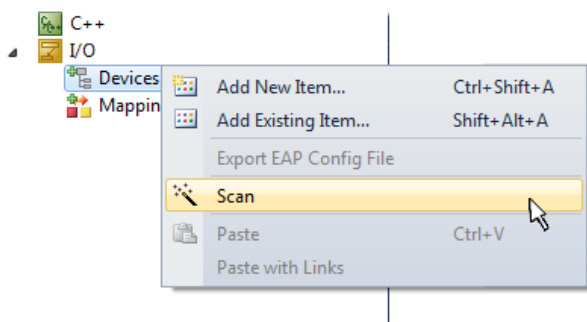 C++
I/O
Devices
Mappin
Add New Item... Ctrl+Shift+A
Add Existing Item... Shift+Alt+A
Export EAP Config File
Scan
Paste Ctrl+V
Paste with Links